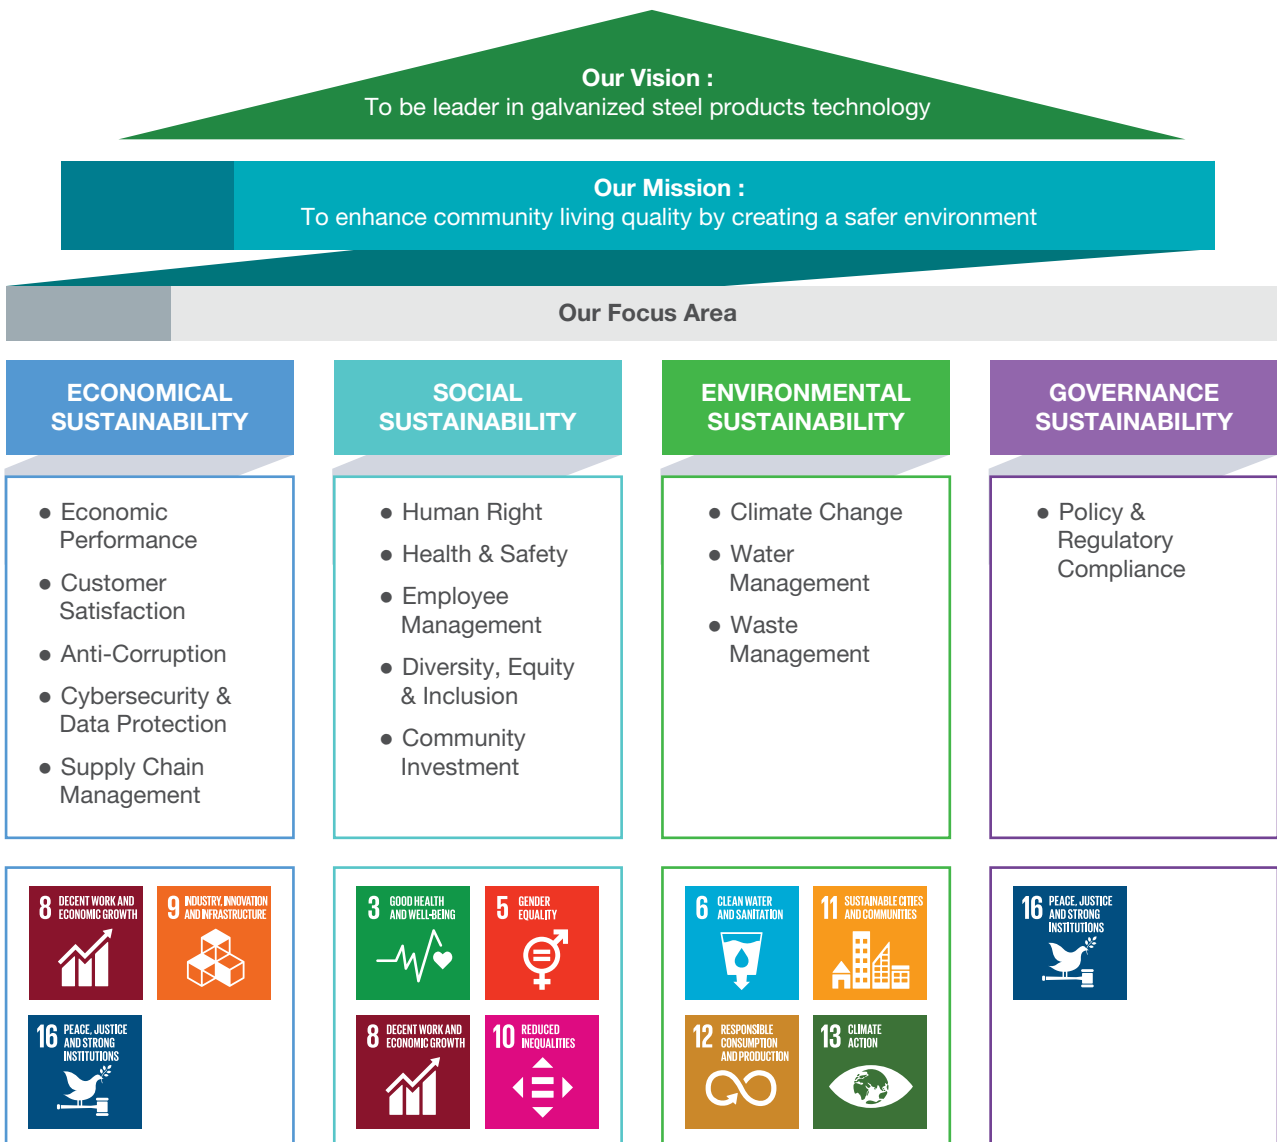 Our Vision :
To be leader in galvanized steel products technology
Our Mission :
To enhance community living quality by creating a safer environment
Our Focus Area
ECONOMICAL
SUSTAINABILITY
● Economic
Performance
● Customer
Satisfaction
● Anti-Corruption
● Cybersecurity &
Data Protection
● Supply Chain
Management
8 DECENT WORK AND
ECONOMIC GROWTH
9 INDUSTRY, INNOVATION
AND INFRASTRUCTURE
16 PEACE, JUSTICE
AND STRONG
INSTITUTIONS
SOCIAL
SUSTAINABILITY
● Human Right
● Health & Safety
● Employee
Management
● Diversity, Equity
& Inclusion
● Community
Investment
3 GOOD HEALTH
AND WELL-BEING
5 GENDER
EQUALITY
8 DECENT WORK AND
ECONOMIC GROWTH
10 REDUCED
INEQUALITIES
ENVIRONMENTAL
SUSTAINABILITY
● Climate Change
● Water
Management
● Waste
Management
6 CLEAN WATER
AND SANITATION
11 SUSTAINABLE CITIES
AND COMMUNITIES
12 RESPONSIBLE
CONSUMPTION
AND PRODUCTION
13 CLIMATE
ACTION
GOVERNANCE
SUSTAINABILITY
● Policy &
Regulatory
Compliance
16 PEACE, JUSTICE
AND STRONG
INSTITUTIONS